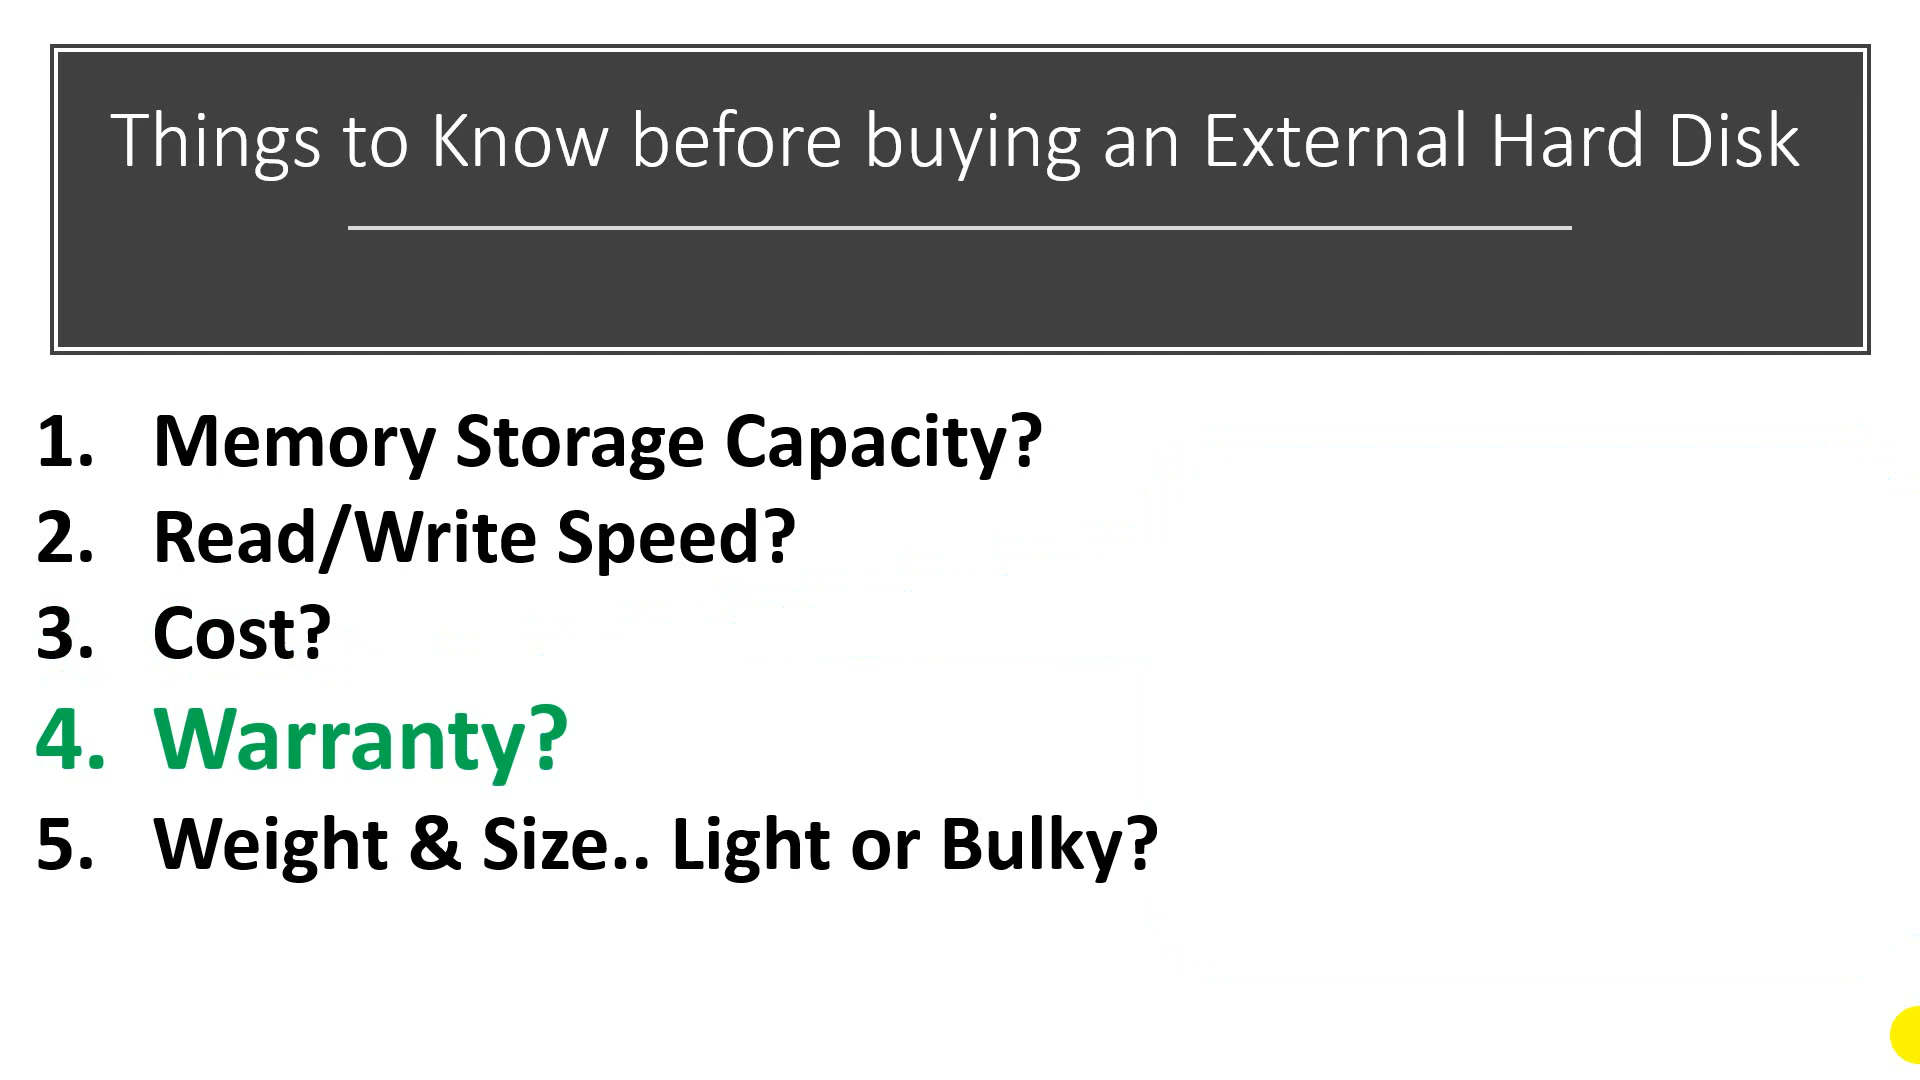 Things to Know before buying an External Hard Disk
1. Memory Storage Capacity?
2. Read/Write Speed?
3. Cost?
4. Warranty?
5. Weight & Size.. Light or Bulky?